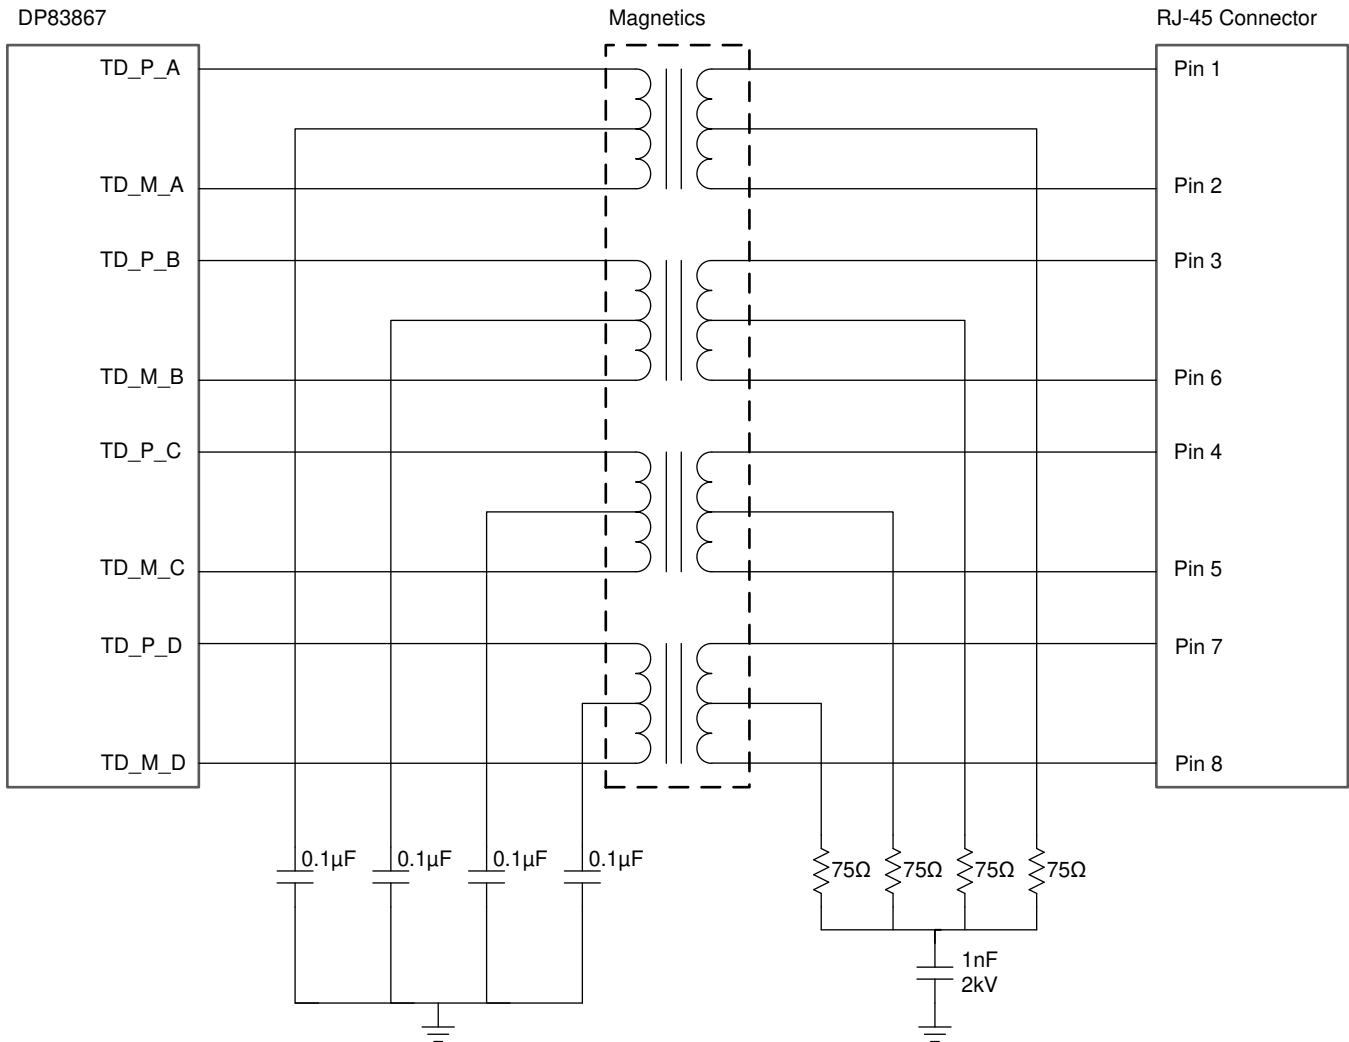 DP83867
Magnetics
RJ-45 Connector
TD_P_A
Pin 1
TD_M_A
Pin 2
TD_P_B
Pin 3
TD_M_B
Pin 6
TD_P_C
Pin 4
TD_M_C
Pin 5
TD_P_D
Pin 7
TD_M_D
Pin 8
0.1µF
0.1µF
0.1µF
0.1µF
75Ω
75Ω
75Ω
75Ω
1nF
2kV